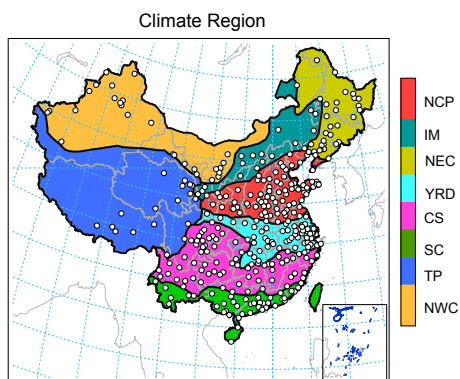 Climate Region
NCP
IM
NEC
YRD
CS
SC
TP
NWC